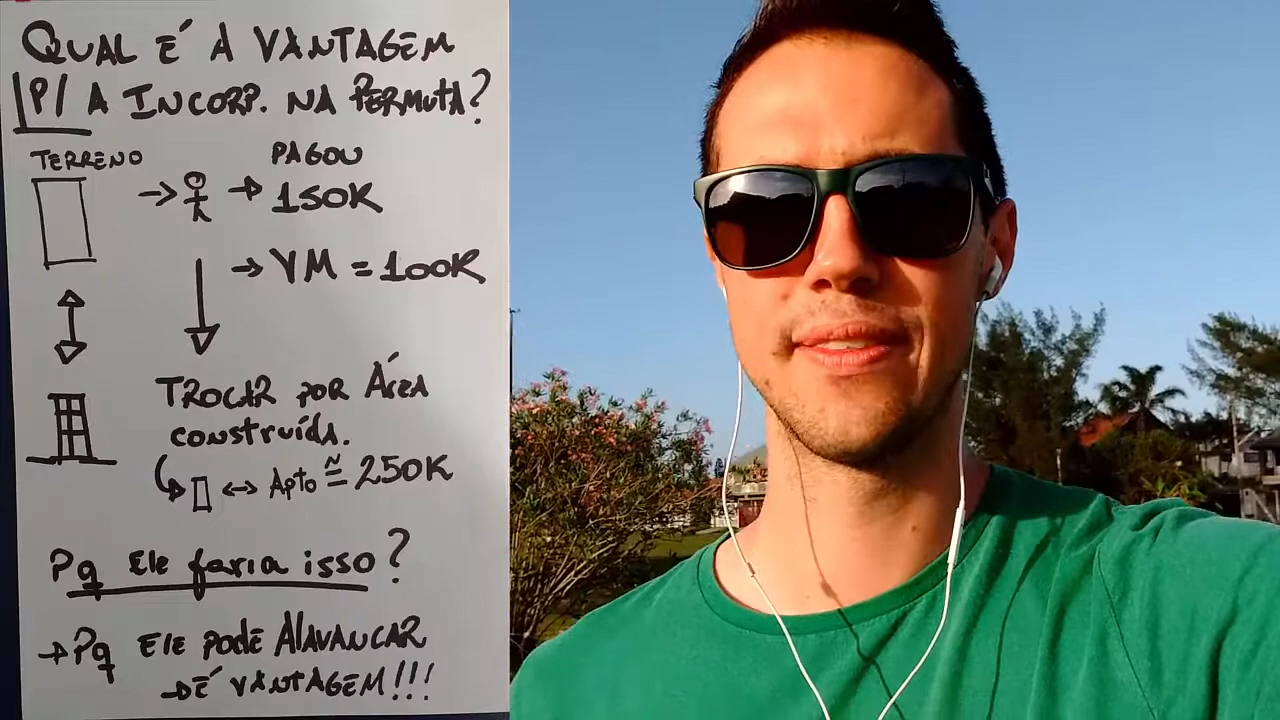 QUAL É A VANTAGEM
P/ A INCORP. NA PERMUTA?
TERRENO
PAGOU
150K
VM = 100K
TROCAR POR ÁREA
construída.
Apto ≅ 250K
Pq Ele faria isso?
Pq ELE PODE AlAVANCAR
É VANTAGEM!!!